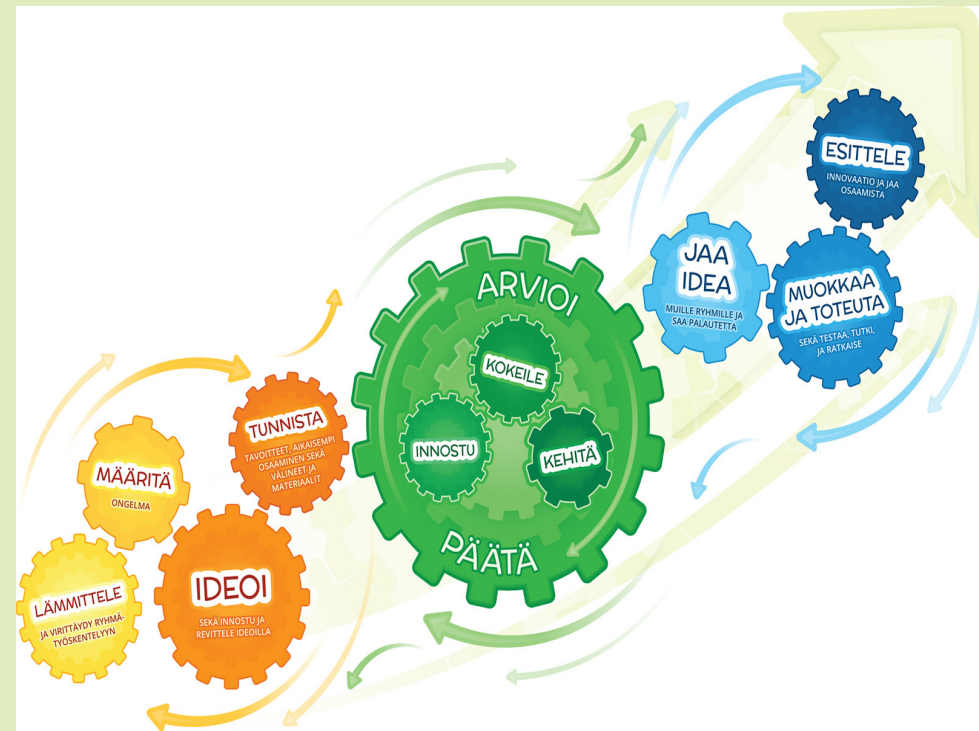 LÄMMITTELE
JA VIRITTÄYDY RYHMÄ-
TYÖSKENTELYYN
MÄÄRITÄ
ONGELMA
IDEOI
SEKÄ INNOSTU JA
REVITTELE IDEOILLA
TUNNISTA
TAVOITTEET, AIKAISEMPI
OSAAMINEN SEKÄ
VÄLINEET JA
MATERIAALIT
ARVIOI
KOKEILE
INNOSTU
KEHITÄ
PÄÄTÄ
JAA
IDEA
MUILLE RYHMILLE JA
SAA PALAUTETTA
MUOKKAA
JA TOTEUTA
SEKÄ TESTAA, TUTKI,
JA RATKAISE
ESITTELE
INNOVAATIO JA JAA
OSAAMISTA